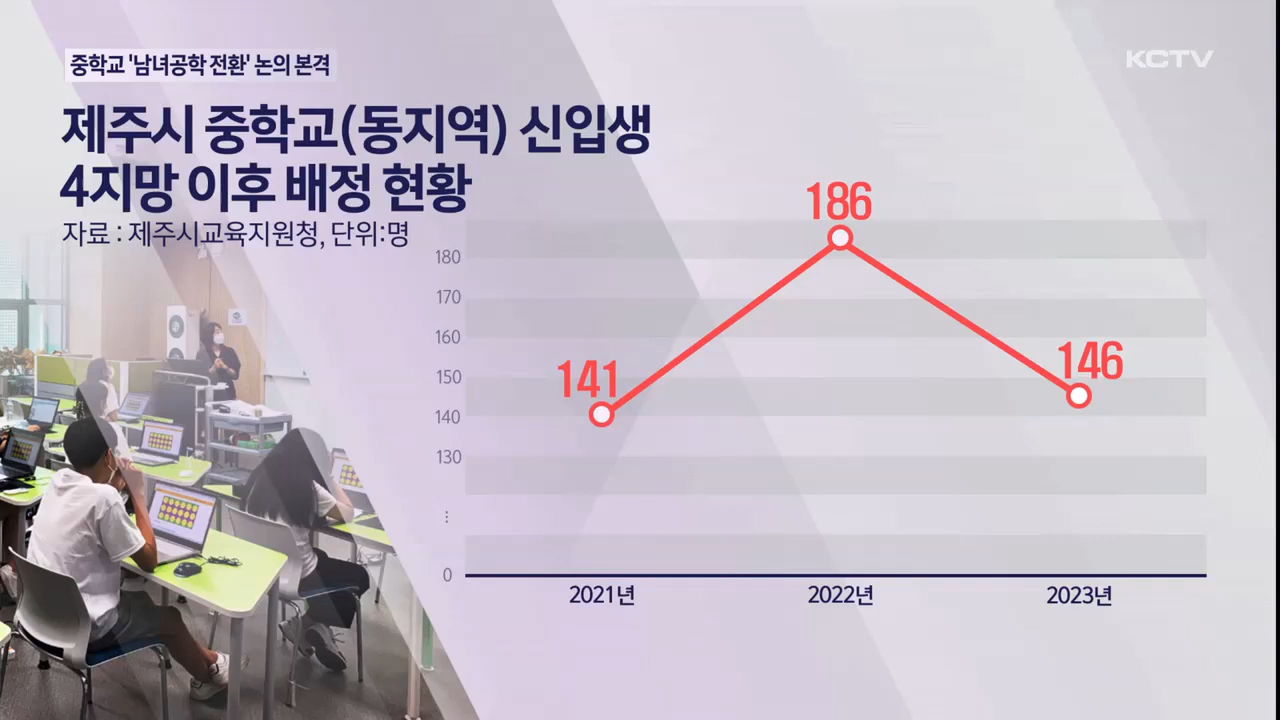 중학교 '남녀공학 전환' 논의 본격
KCTV
제주시 중학교(동지역) 신입생
4지망 이후 배정 현황
자료 : 제주시교육지원청, 단위:명
186
141
146
180
170
160
150
140
130
⋮
0
2021년
2022년
2023년